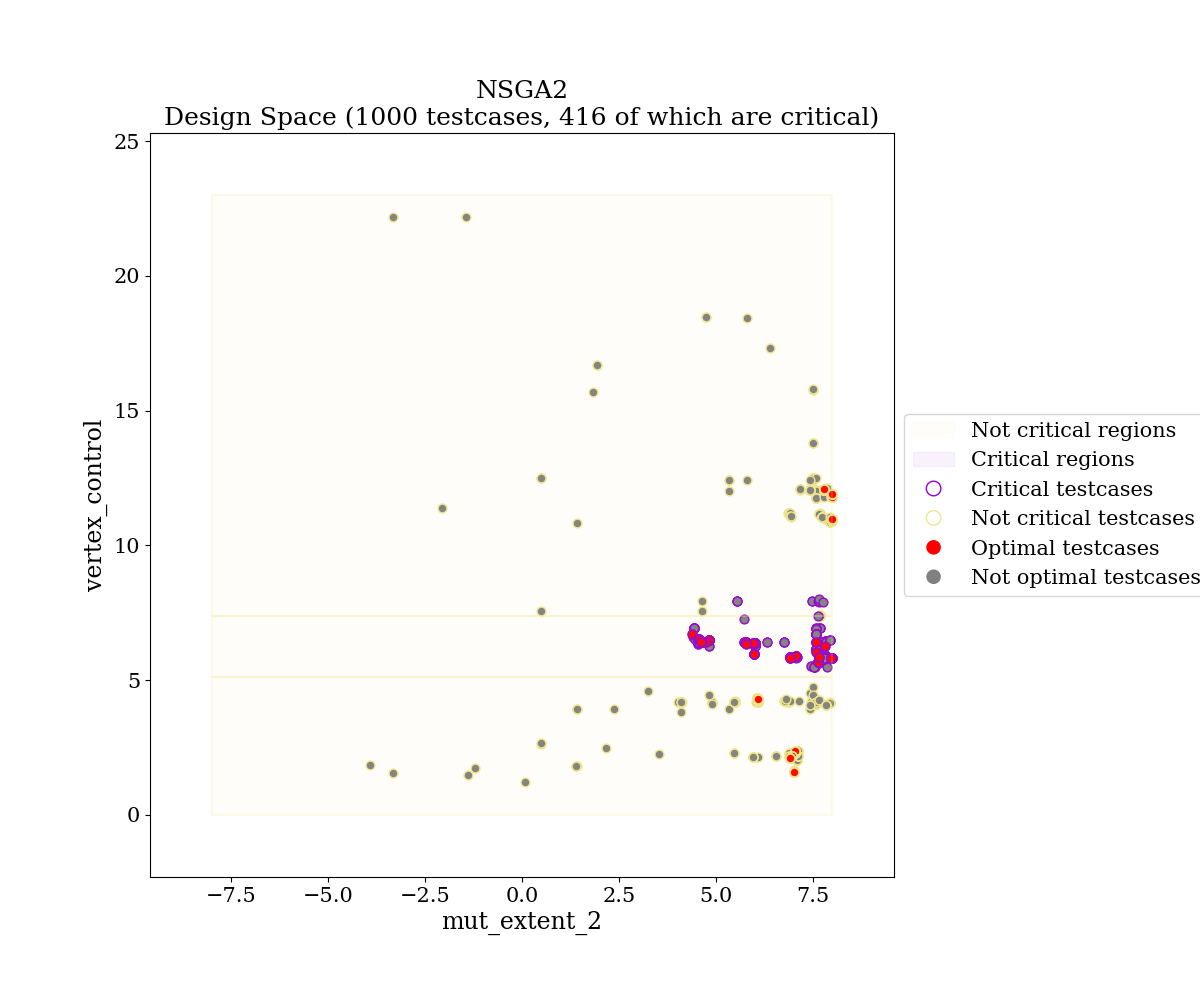 NSGA2
Design Space (1000 testcases, 416 of which are critical)
25
20
15
10
5
0
vertex_control
−7.5
−5.0
−2.5
0.0
2.5
5.0
7.5
mut_extent_2
Not critical regions
Critical regions
Critical testcases
Not critical testcases
Optimal testcases
Not optimal testcases